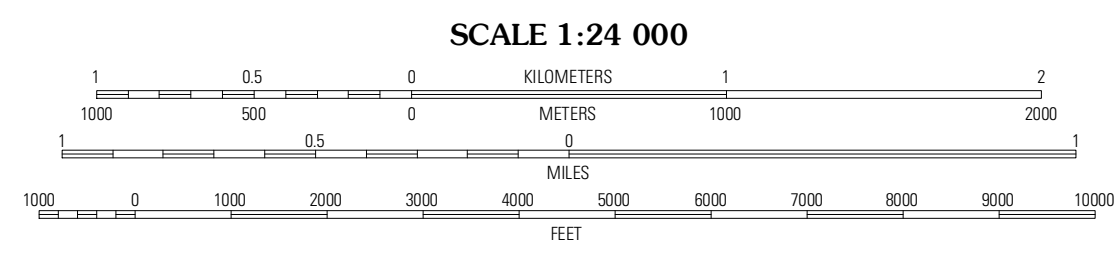 SCALE 1:24 000
1 0.5 0 KILOMETERS 1 2
1000 500 0 METERS 1000 2000
1 0.5 0 1
MILES
1000 0 1000 2000 3000 4000 5000 6000 7000 8000 9000 10000
FEET